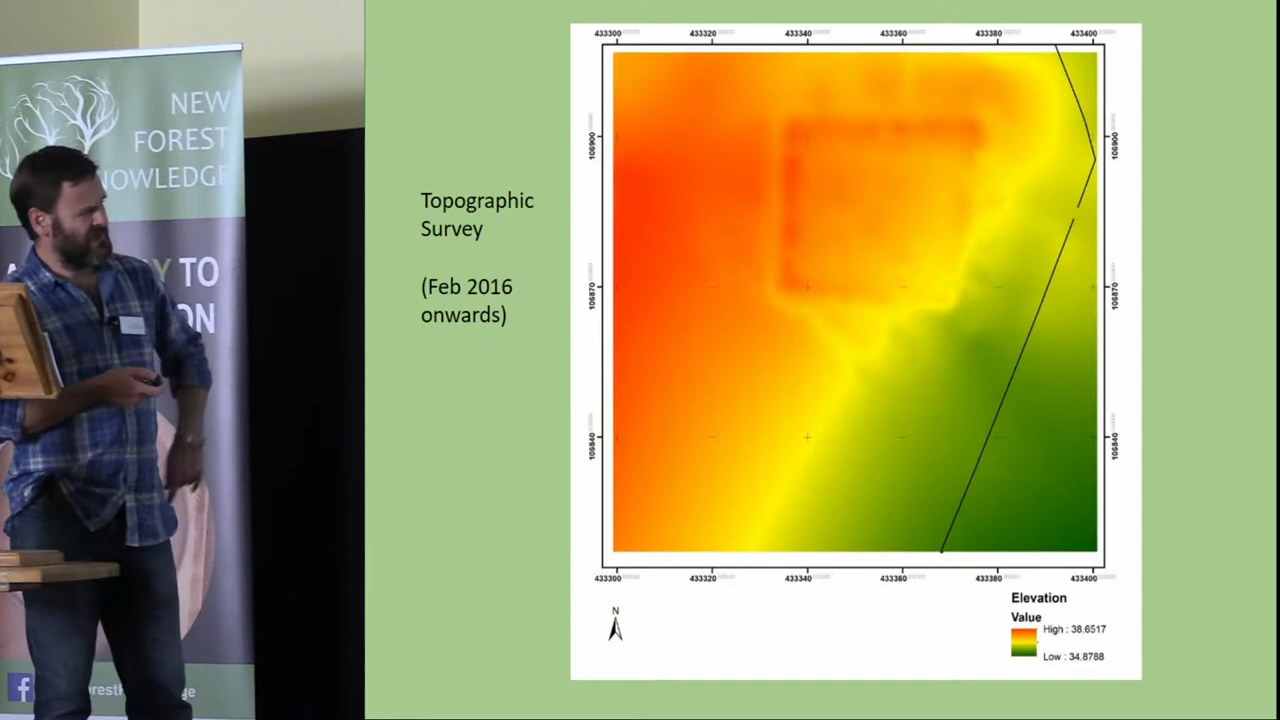 NEW
FOREST
KNOWLEDGE
TO
ON
Topographic
Survey
(Feb 2016
onwards)
433300 433320 433340 433360 433380 433400
106900 106900
106870 106870
106840 106840
433300 433320 433340 433360 433380 433400
N
Elevation
Value
High : 38.6517
Low : 34.8788